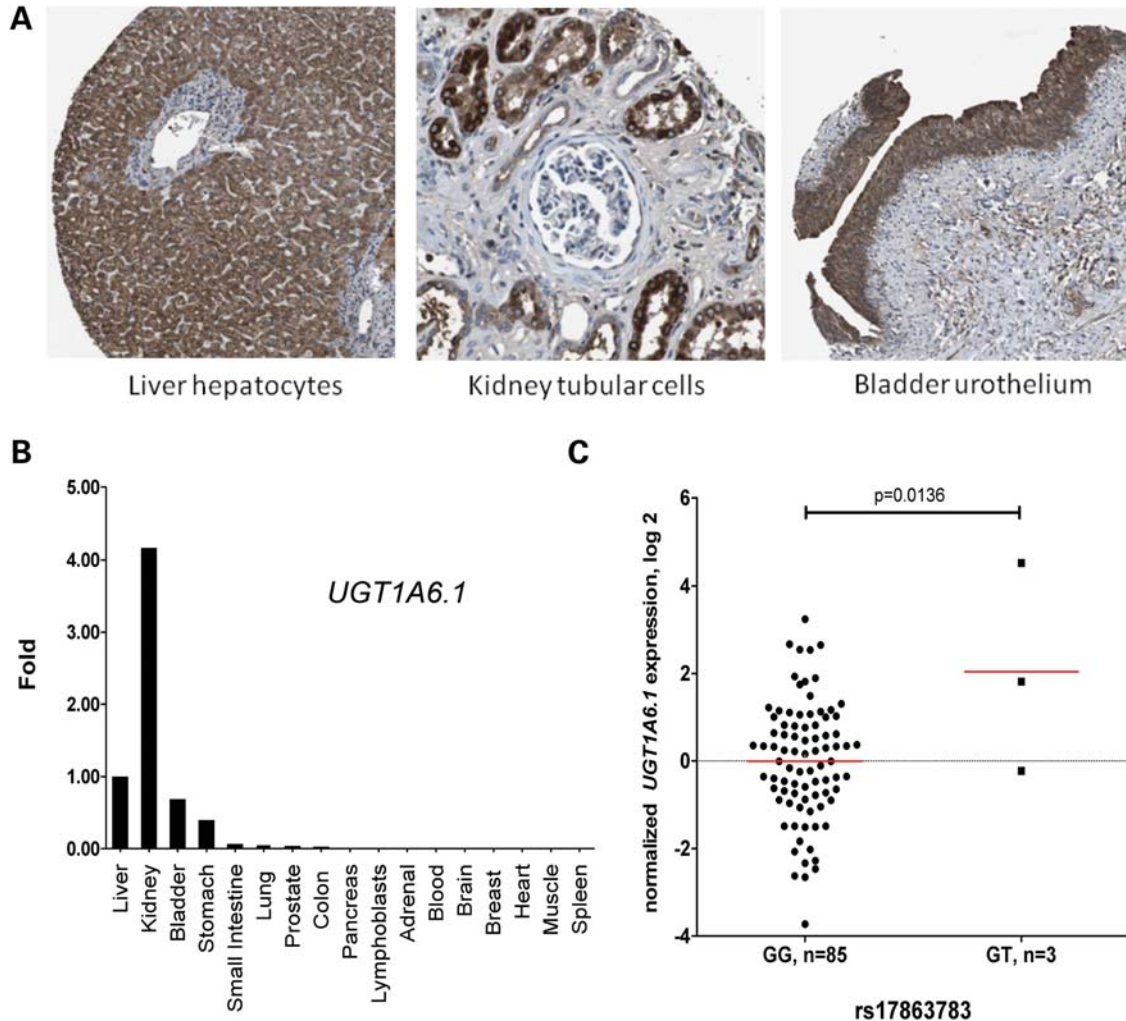 A
Liver hepatocytes
Kidney tubular cells
Bladder urothelium
B
Fold
5.00
4.00
3.00
2.00
1.00
0.00
UGT1A6.1
Liver
Kidney
Bladder
Stomach
Small Intestine
Lung
Prostate
Colon
Pancreas
Lymphoblasts
Adrenal
Blood
Brain
Breast
Heart
Muscle
Spleen
C
normalized UGT1A6.1 expression, log 2
6
4
2
0
-2
-4
p=0.0136
GG, n=85
GT, n=3
rs17863783